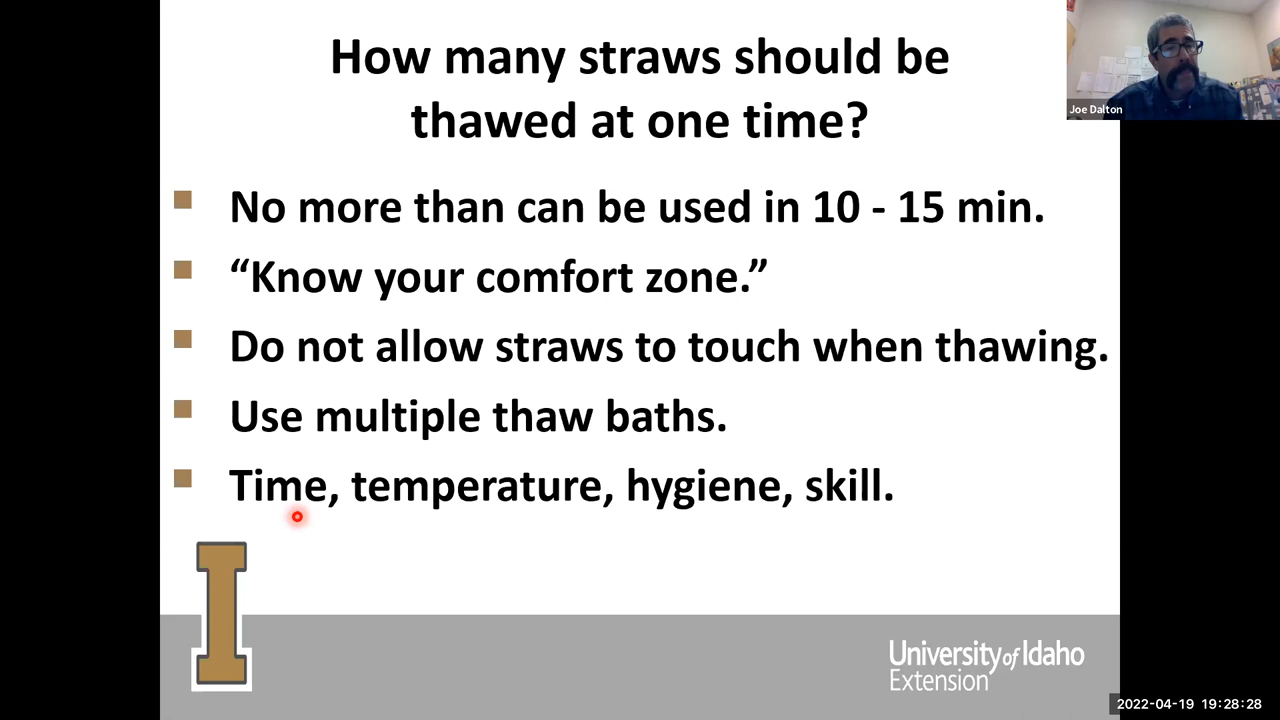 How many straws should be
thawed at one time?
No more than can be used in 10 - 15 min.
“Know your comfort zone.”
Do not allow straws to touch when thawing.
Use multiple thaw baths.
Time, temperature, hygiene, skill.
Joe Dalton
I
University of Idaho
Extension
2022-04-19 19:28:28